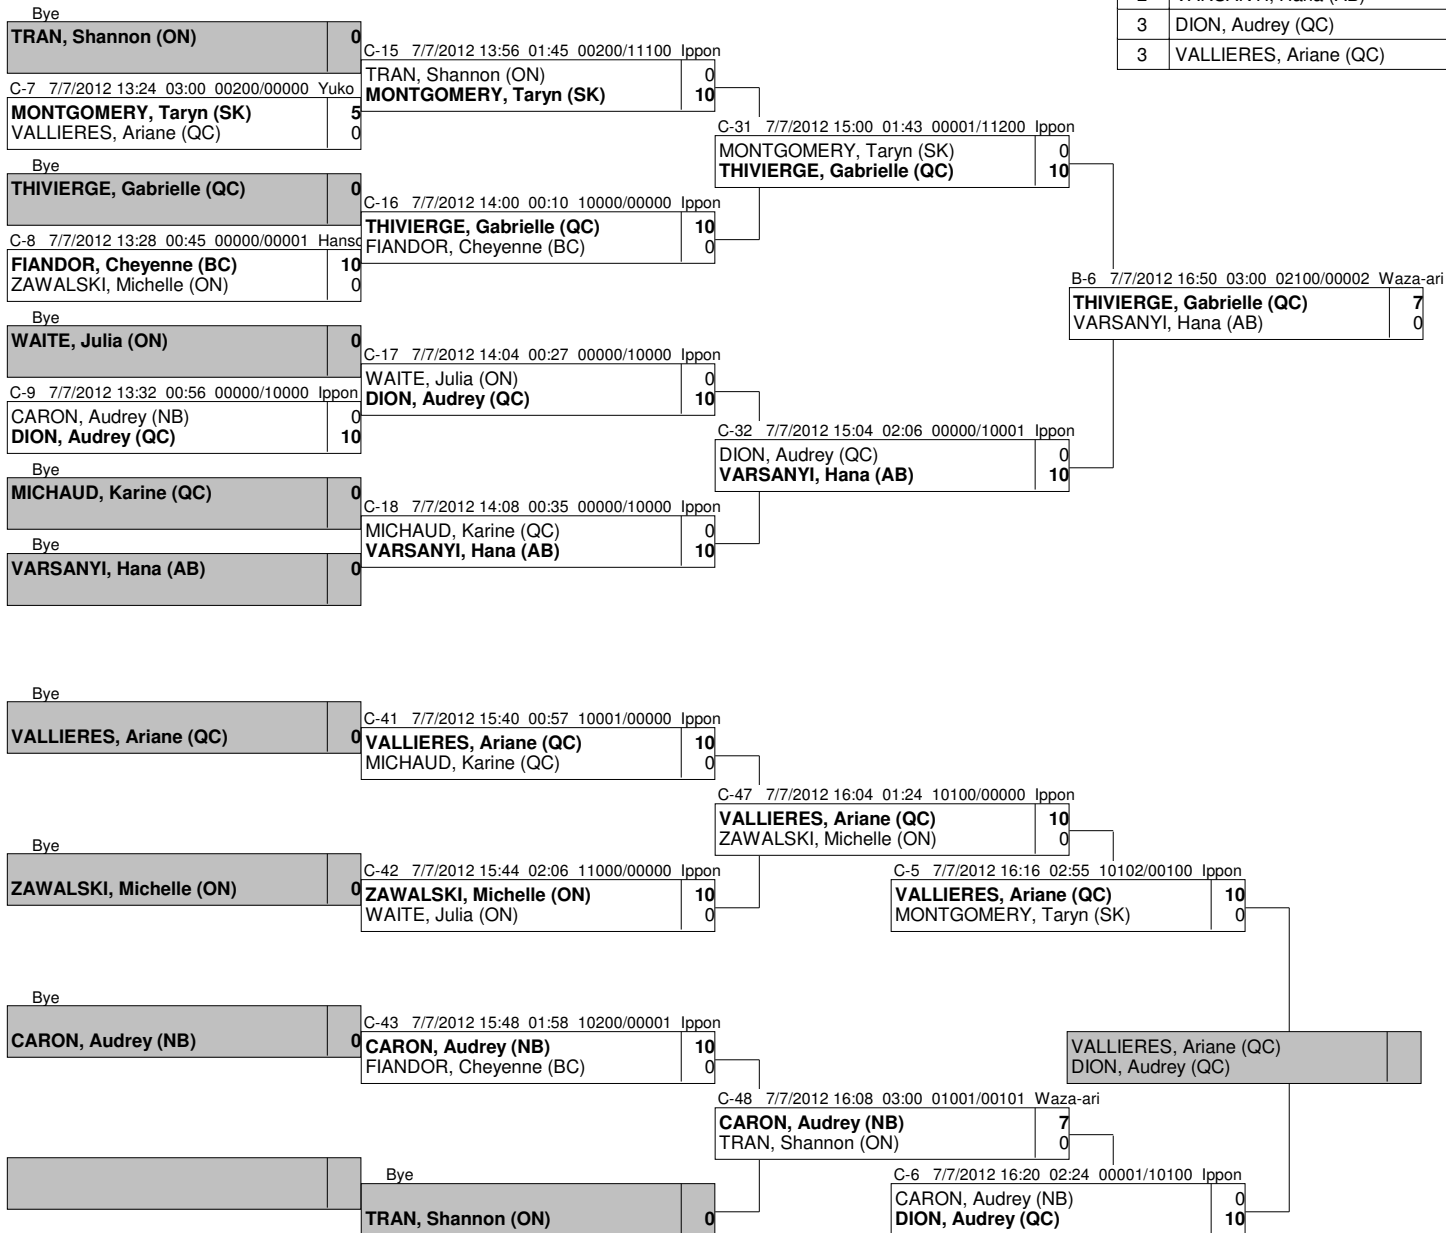 3 DION, Audrey (QC)
3 VALLIERES, Ariane (QC)
Bye
TRAN, Shannon (ON) 0
C-7 7/7/2012 13:24 03:00 00200/00000 Yuko
MONTGOMERY, Taryn (SK) 5
VALLIERES, Ariane (QC) 0
Bye
THIVIERGE, Gabrielle (QC) 0
C-8 7/7/2012 13:28 00:45 00000/00001
FIANDOR, Cheyenne (BC) 10
ZAWALSKI, Michelle (ON) 0
Bye
WAITE, Julia (ON) 0
C-9 7/7/2012 13:32 00:56 00000/10000 Ippon
CARON, Audrey (NB) 0
DION, Audrey (QC) 10
Bye
MICHAUD, Karine (QC) 0
Bye
VARSANYI, Hana (AB) 0
C-15 7/7/2012 13:56 01:45 00200/11100 Ippon
TRAN, Shannon (ON) 0
MONTGOMERY, Taryn (SK) 10
C-16 7/7/2012 14:00 00:10 10000/00000 Ippon
THIVIERGE, Gabrielle (QC) 10
FIANDOR, Cheyenne (BC) 0
C-17 7/7/2012 14:04 00:27 00000/10000 Ippon
WAITE, Julia (ON) 0
DION, Audrey (QC) 10
C-18 7/7/2012 14:08 00:35 00000/10000 Ippon
MICHAUD, Karine (QC) 0
VARSANYI, Hana (AB) 10
C-31 7/7/2012 15:00 01:43 00001/11200 Ippon
MONTGOMERY, Taryn (SK) 0
THIVIERGE, Gabrielle (QC) 10
C-32 7/7/2012 15:04 02:06 00000/10001 Ippon
DION, Audrey (QC) 0
VARSANYI, Hana (AB) 10
B-6 7/7/2012 16:50 03:00 02100/00002 Waza-ari
THIVIERGE, Gabrielle (QC) 7
VARSANYI, Hana (AB) 0
Bye
VALLIERES, Ariane (QC) 0
Bye
ZAWALSKI, Michelle (ON) 0
Bye
CARON, Audrey (NB) 0
C-41 7/7/2012 15:40 00:57 10001/00000 Ippon
VALLIERES, Ariane (QC) 10
MICHAUD, Karine (QC) 0
C-42 7/7/2012 15:44 02:06 11000/00000 Ippon
ZAWALSKI, Michelle (ON) 10
WAITE, Julia (ON) 0
C-43 7/7/2012 15:48 01:58 10200/00001 Ippon
CARON, Audrey (NB) 10
FIANDOR, Cheyenne (BC) 0
Bye
TRAN, Shannon (ON) 0
C-47 7/7/2012 16:04 01:24 10100/00000 Ippon
VALLIERES, Ariane (QC) 10
ZAWALSKI, Michelle (ON) 0
C-48 7/7/2012 16:08 03:00 01001/00101 Waza-ari
CARON, Audrey (NB) 7
TRAN, Shannon (ON) 0
C-5 7/7/2012 16:16 02:55 10102/00100 Ippon
VALLIERES, Ariane (QC) 10
MONTGOMERY, Taryn (SK) 0
C-6 7/7/2012 16:20 02:24 00001/10100 Ippon
CARON, Audrey (NB) 0
DION, Audrey (QC) 10
VALLIERES, Ariane (QC)
DION, Audrey (QC)